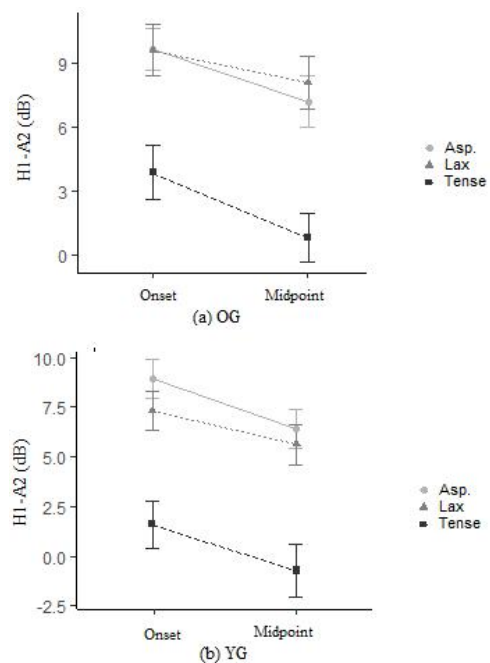 H1-A2 (dB)
9
6
3
0
Onset
Midpoint
Asp.
Lax
Tense
(a) OG
H1-A2 (dB)
10.0
7.5
5.0
2.5
0.0
-2.5
Onset
Midpoint
Asp.
Lax
Tense
(b) YG